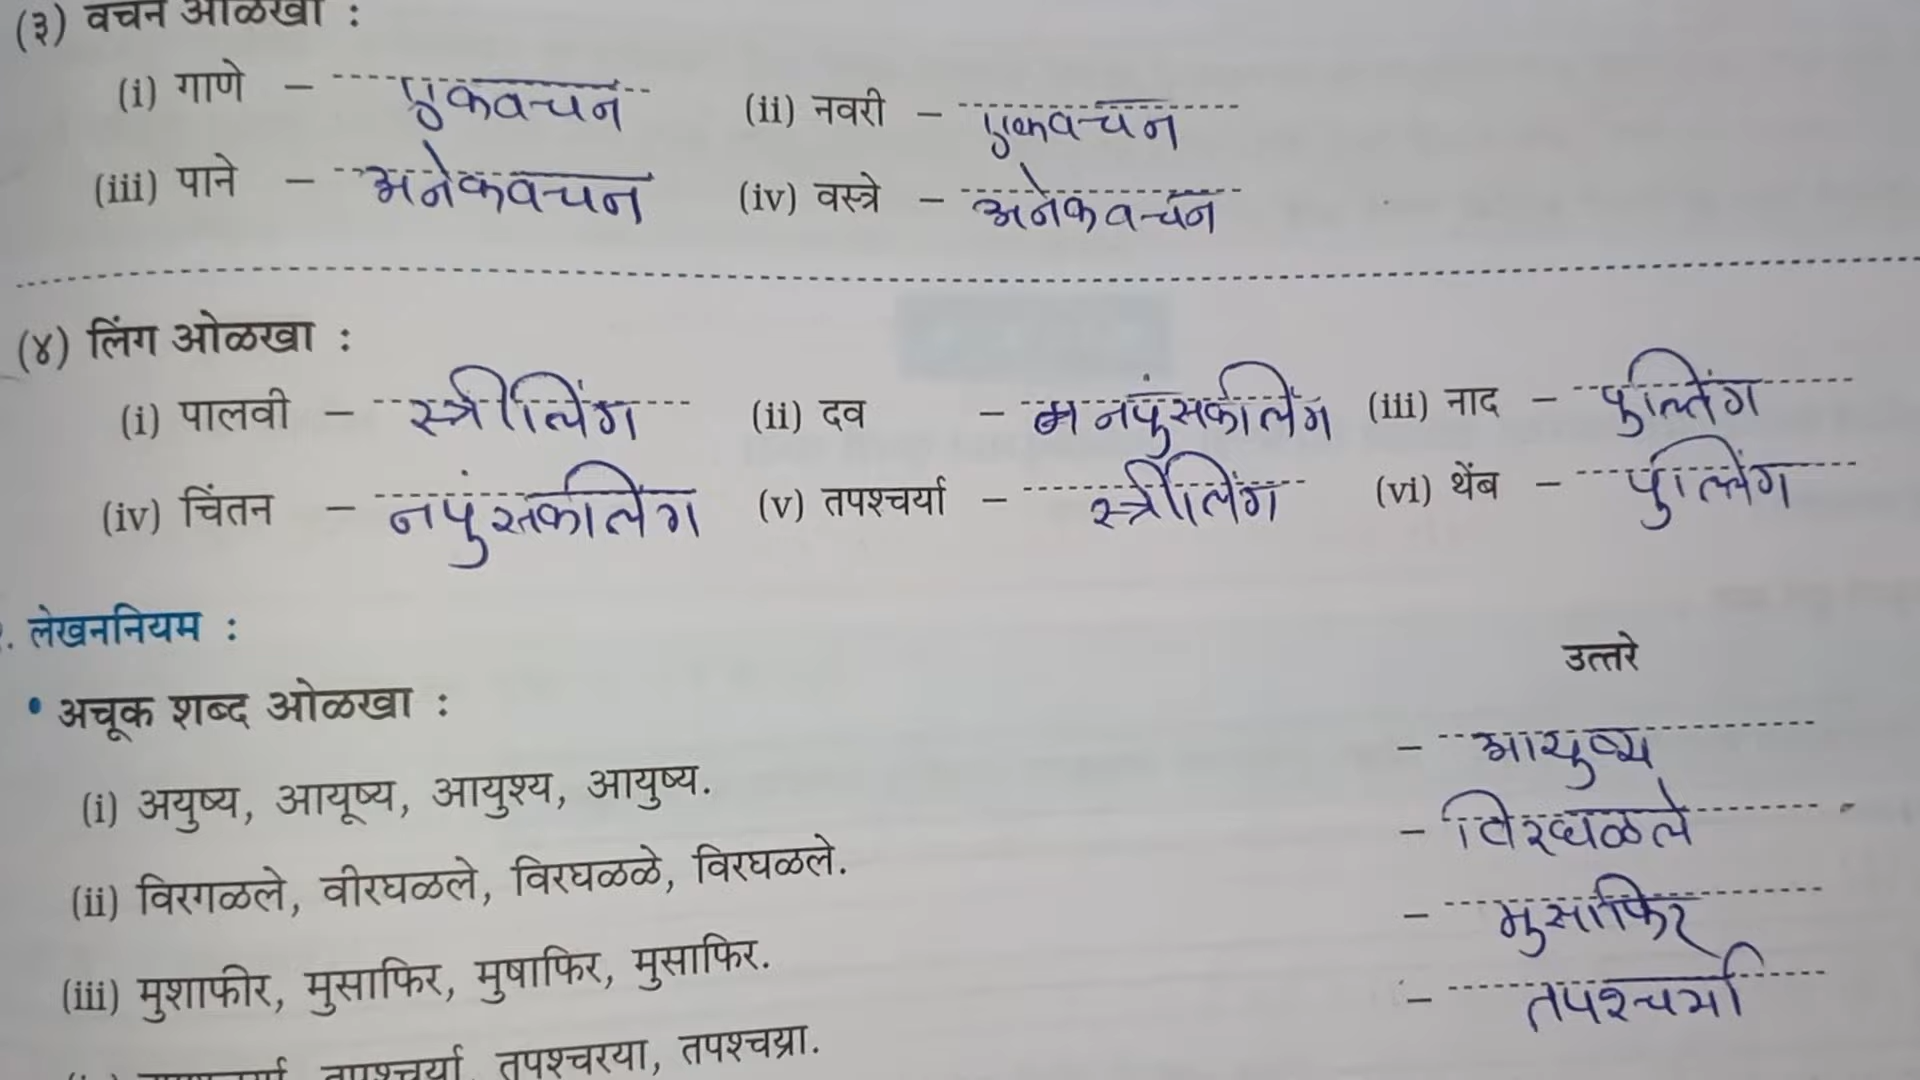 (३) वचन ओळखा :
(i) गाणे – एकवचन (ii) नवरी – एकवचन
(iii) पाने – अनेकवचन (iv) वस्त्रे – अनेकवचन
(४) लिंग ओळखा :
(i) पालवी – स्त्रीलिंग (ii) दव – नपुंसकलिंग (iii) नाद – पुल्लिंग
(iv) चिंतन – नपुंसकलिंग (v) तपश्चर्या – स्त्रीलिंग (vi) थेंब – पुल्लिंग
लेखननियम :
उत्तरे
• अचूक शब्द ओळखा :
(i) अयुष्य, आयूष्य, आयुश्य, आयुष्य. – आयुष्य
(ii) विरगळले, वीरघळले, विरघळळे, विरघळले. – विरघळले
(iii) मुशाफीर, मुसाफिर, मुषाफिर, मुसाफिर. – मुसाफिर
तपश्चर्या, तपश्चरया, तपश्चय्रा. – तपश्चर्या